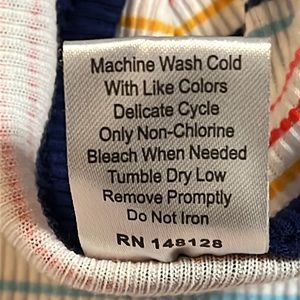 Machine Wash Cold
With Like Colors
Delicate Cycle
Only Non-Chlorine
Bleach When Needed
Tumble Dry Low
Remove Promptly
Do Not Iron
RN 148128